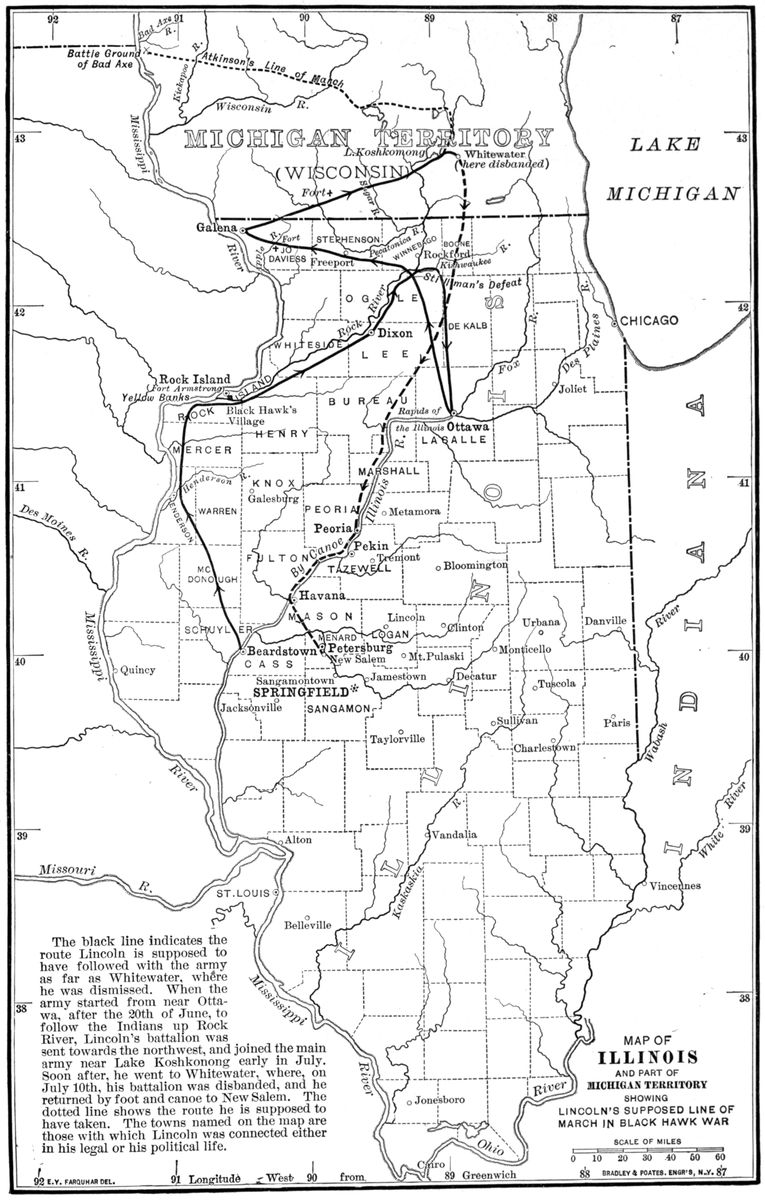 92
91
90
89
88
87
Bad Axe
R.
Battle Ground
of Bad Axe
Kickapoo
R.
Atkinson's Line of March
Wisconsin R.
Mississippi
43
43
MICHIGAN TERRITORY
(WISCONSIN)
L. Koshkomong
Whitewater
(here disbanded)
LAKE
MICHIGAN
Fort
Sugar R.
Galena
River
Apple
R.
Fort
JO
DAVIESS
STEPHENSON
Freeport
Pecatonica R.
WINNEBAGO
BOONE
Rockford
Kishwaukee
R.
Stillman's Defeat
42
42
OGLE
Rock
River
Dixon
DE KALB
WHITESIDE
LEE
R.
Fox
Des Plaines
R.
CHICAGO
Joliet
Rock Island
Fort Armstrong
Yellow Banks
ROCK
ISLAND
Black Hawk's
Village
BUREAU
Rapids of
the Illinois
Ottawa
LASALLE
HENRY
MERCER
R.
MARSHALL
41
41
Henderson
R.
KNOX
Galesburg
HENDERSON
WARREN
PEORIA
Illinois
Metamora
Peoria
Pekin
Tremont
TAZEWELL
Des Moines R.
FULTON
By Canoe
Bloomington
MC
DONOUGH
Havana
MASON
Lincoln
LOGAN
Clinton
Urbana
Danville
SCHUYLER
MENARD
Petersburg
New Salem
Mt. Pulaski
Monticello
40
40
Beardstown
CASS
Mississippi
Quincy
Sangamontown
Jamestown
Decatur
Tuscola
SPRINGFIELD*
Jacksonville
SANGAMON
Sullivan
Paris
Taylorville
Charlestown
River
Wabash
River
ILLINOIS
INDIANA
39
39
Alton
R.
Vandalia
Kaskaskia
White River
Missouri
R.
ST. LOUIS
Vincennes
Belleville
Mississippi
River
38
38
The black line indicates the
route Lincoln is supposed to
have followed with the army
as far as Whitewater, where
he was dismissed. When the
army started from near Otta-
wa, after the 20th of June, to
follow the Indians up Rock
River, Lincoln's battalion was
sent towards the northwest, and joined the main
army near Lake Koshkonong early in July.
Soon after, he went to Whitewater, where, on
July 10th, his battalion was disbanded, and he
returned by foot and canoe to New Salem. The
dotted line shows the route he is supposed to
have taken. The towns named on the map are
those with which Lincoln was connected either
in his legal or his political life.
Jonesboro
Ohio
River
Cairo
MAP OF
ILLINOIS
AND PART OF
MICHIGAN TERRITORY
SHOWING
LINCOLN'S SUPPOSED LINE OF
MARCH IN BLACK HAWK WAR
SCALE OF MILES
0 10 20 30 40 50 60
92 E.Y. FARQUHAR DEL.
91 Longitude West 90 from 89 Greenwich
88 BRADLEY & POATES. ENGR'S, N.Y. 87